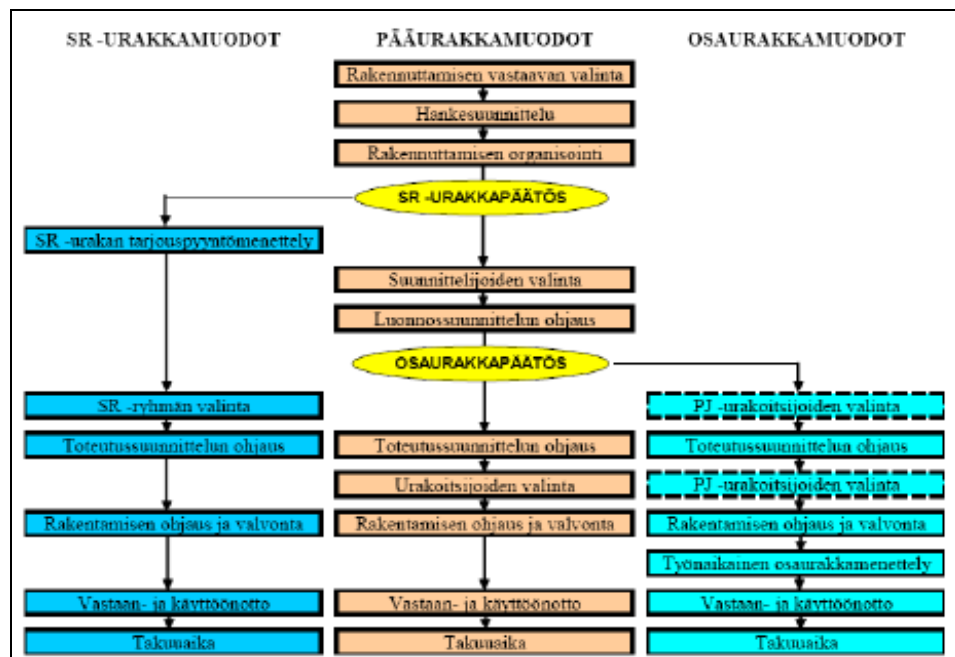 SR -URAKKAMUODOT
PÄÄURAKKAMUODOT
OSAURAKKAMUODOT
Rakennuttamisen vastaavan valinta
Hankesuunnittelu
Rakennuttamisen organisointi
SR -URAKKAPÄÄTÖS
SR -urakan tarjouspyyntömenettely
Suunnittelijoiden valinta
Luonnossuunnittelun ohjaus
OSAURAKKAPÄÄTÖS
SR -ryhmän valinta
PJ -urakoitsijoiden valinta
Toteutussuunnittelun ohjaus
Toteutussuunnittelun ohjaus
Toteutussuunnittelun ohjaus
Urakoitsijoiden valinta
PJ -urakoitsijoiden valinta
Rakentamisen ohjaus ja valvonta
Rakentamisen ohjaus ja valvonta
Rakentamisen ohjaus ja valvonta
Työnaikainen osaurakkamenettely
Vastaan- ja käyttöönotto
Vastaan- ja käyttöönotto
Vastaan- ja käyttöönotto
Takuuaika
Takuuaika
Takuuaika